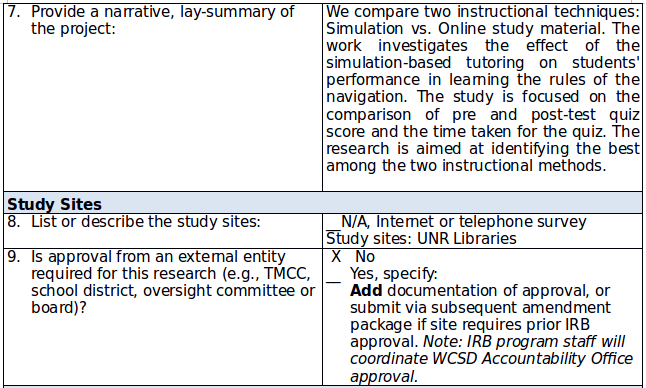 7. Provide a narrative, lay-summary of
the project:
We compare two instructional techniques:
Simulation vs. Online study material. The
work investigates the effect of the
simulation-based tutoring on students'
performance in learning the rules of the
navigation. The study is focused on the
comparison of pre and post-test quiz
score and the time taken for the quiz. The
research is aimed at identifying the best
among the two instructional methods.
Study Sites
8. List or describe the study sites:
__N/A, Internet or telephone survey
Study sites: UNR Libraries
9. Is approval from an external entity
required for this research (e.g., TMCC,
school district, oversight committee or
board)?
X No
__ Yes, specify:
Add documentation of approval, or
submit via subsequent amendment
package if site requires prior IRB
approval. Note: IRB program staff will
coordinate WCSD Accountability Office
approval.